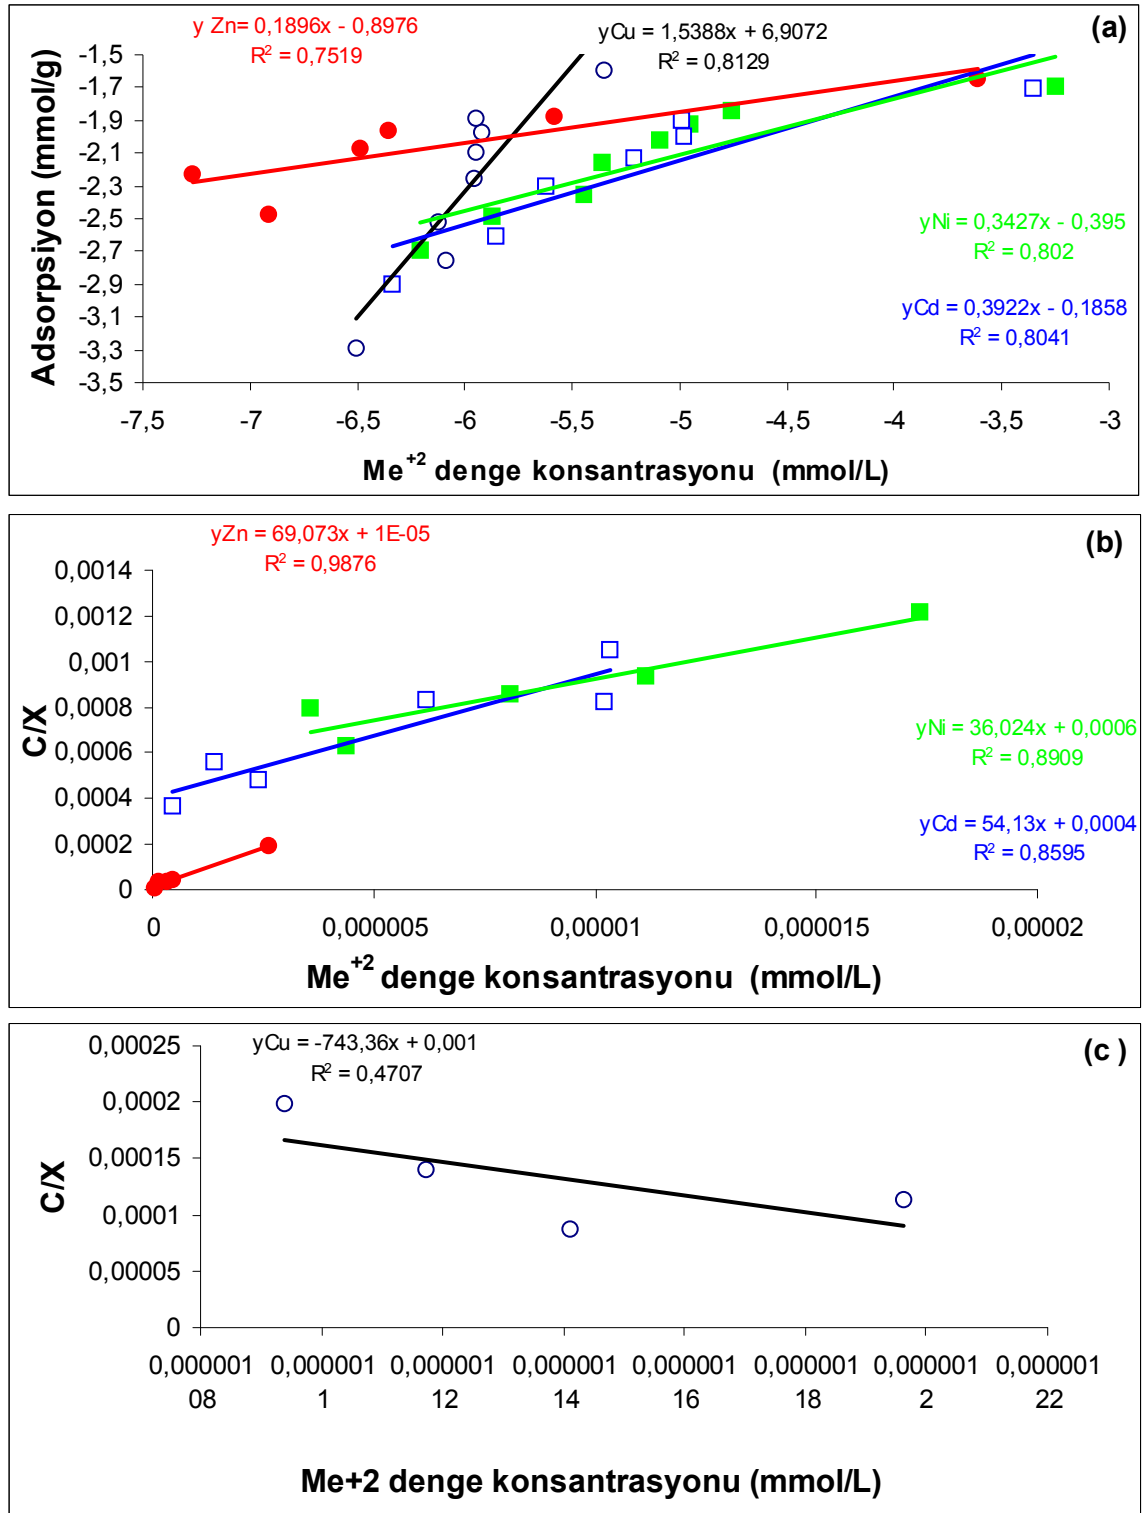 y Zn= 0,1896x - 0,8976
R² = 0,7519
yCu = 1,5388x + 6,9072
R² = 0,8129
(a)
Adsorpsiyon (mmol/g)
-1,5
-1,7
-1,9
-2,1
-2,3
-2,5
-2,7
-2,9
-3,1
-3,3
-3,5
yNi = 0,3427x - 0,395
R² = 0,802
yCd = 0,3922x - 0,1858
R² = 0,8041
-7,5 -7 -6,5 -6 -5,5 -5 -4,5 -4 -3,5 -3
Me⁺² denge konsantrasyonu (mmol/L)
yZn = 69,073x + 1E-05
R² = 0,9876
(b)
C/X
0,0014
0,0012
0,001
0,0008
0,0006
0,0004
0,0002
0
yNi = 36,024x + 0,0006
R² = 0,8909
yCd = 54,13x + 0,0004
R² = 0,8595
0 0,000005 0,00001 0,000015 0,00002
Me⁺² denge konsantrasyonu (mmol/L)
yCu = -743,36x + 0,001
R² = 0,4707
(c )
C/X
0,00025
0,0002
0,00015
0,0001
0,00005
0
0,000001 0,000001 0,000001 0,000001 0,000001 0,000001 0,000001 0,000001
08 1 12 14 16 18 2 22
Me+2 denge konsantrasyonu (mmol/L)